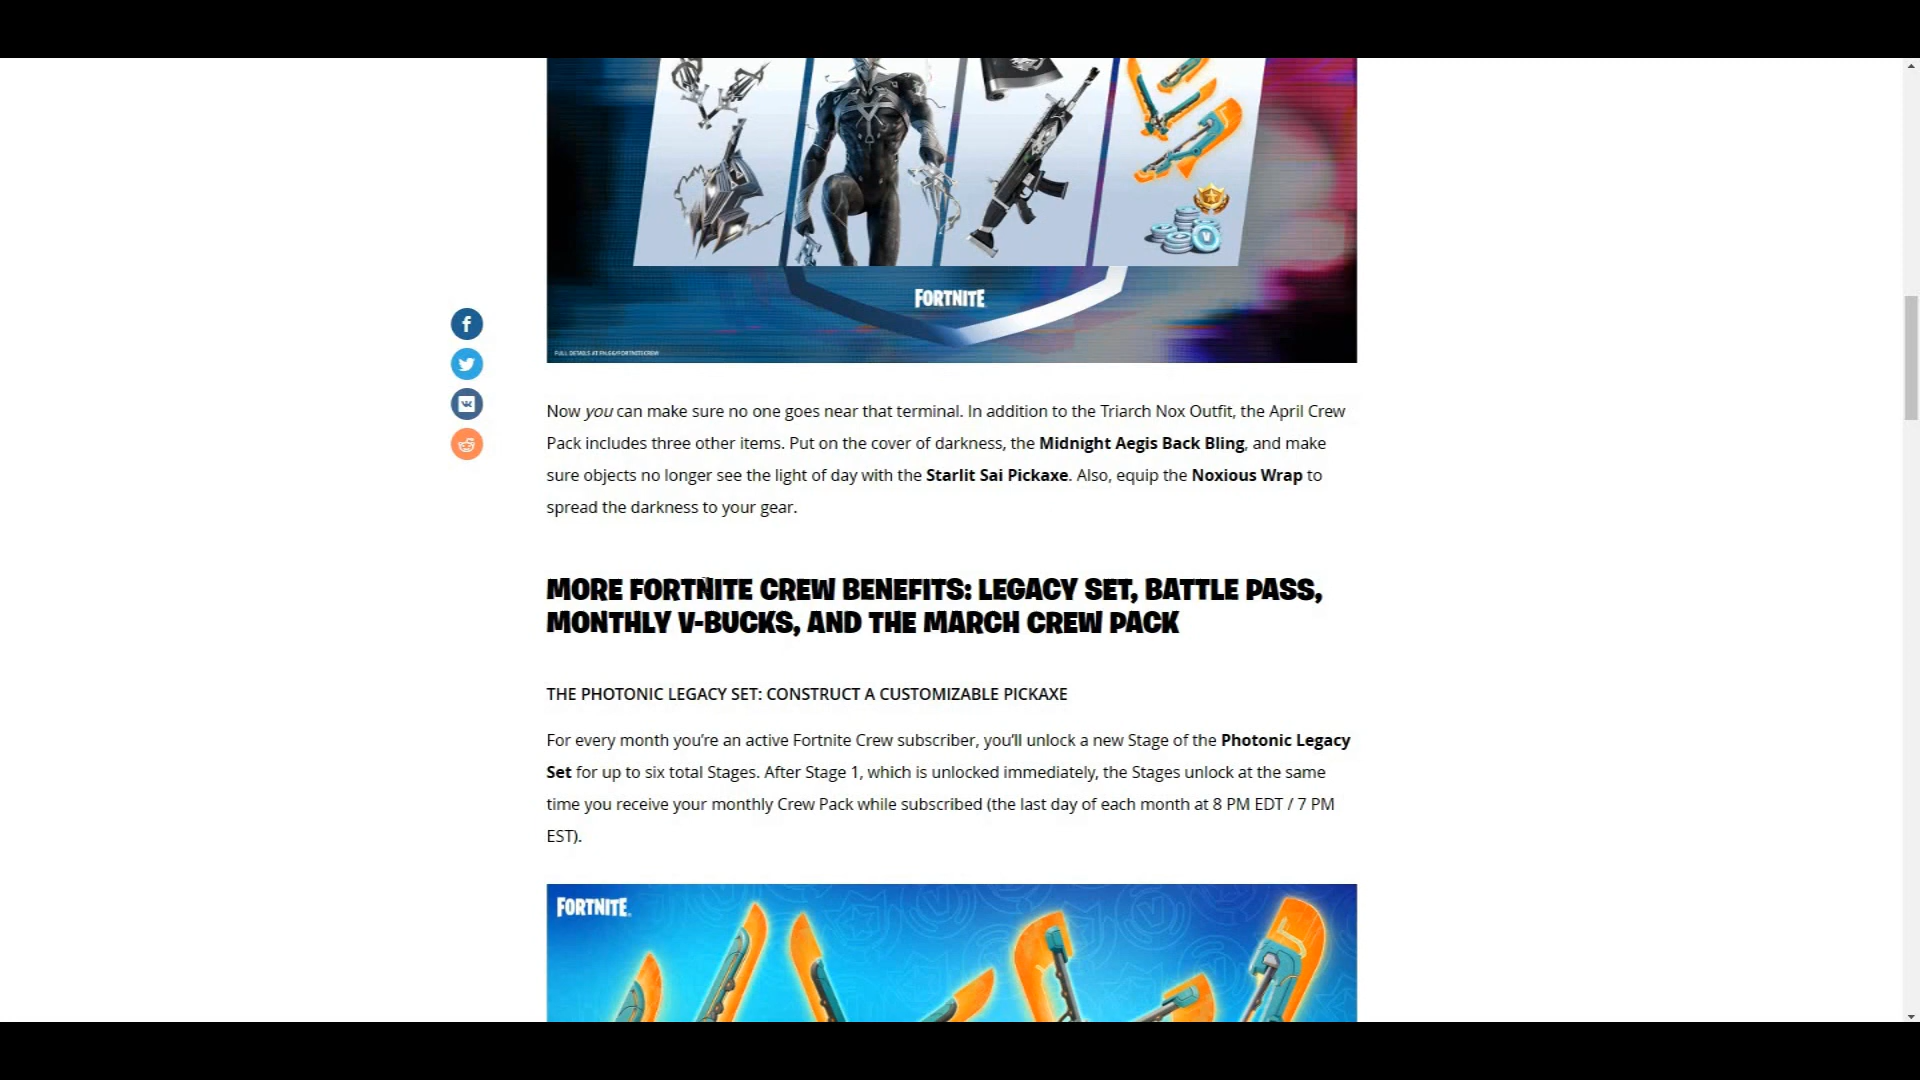 FORTNITE
FULL DETAILS AT FN.GG/FORTNITECREW
Now you can make sure no one goes near that terminal. In addition to the Triarch Nox Outfit, the April Crew
Pack includes three other items. Put on the cover of darkness, the Midnight Aegis Back Bling, and make
sure objects no longer see the light of day with the Starlit Sai Pickaxe. Also, equip the Noxious Wrap to
spread the darkness to your gear.
MORE FORTNITE CREW BENEFITS: LEGACY SET, BATTLE PASS,
MONTHLY V-BUCKS, AND THE MARCH CREW PACK
THE PHOTONIC LEGACY SET: CONSTRUCT A CUSTOMIZABLE PICKAXE
For every month you’re an active Fortnite Crew subscriber, you’ll unlock a new Stage of the Photonic Legacy
Set for up to six total Stages. After Stage 1, which is unlocked immediately, the Stages unlock at the same
time you receive your monthly Crew Pack while subscribed (the last day of each month at 8 PM EDT / 7 PM
EST).
FORTNITE